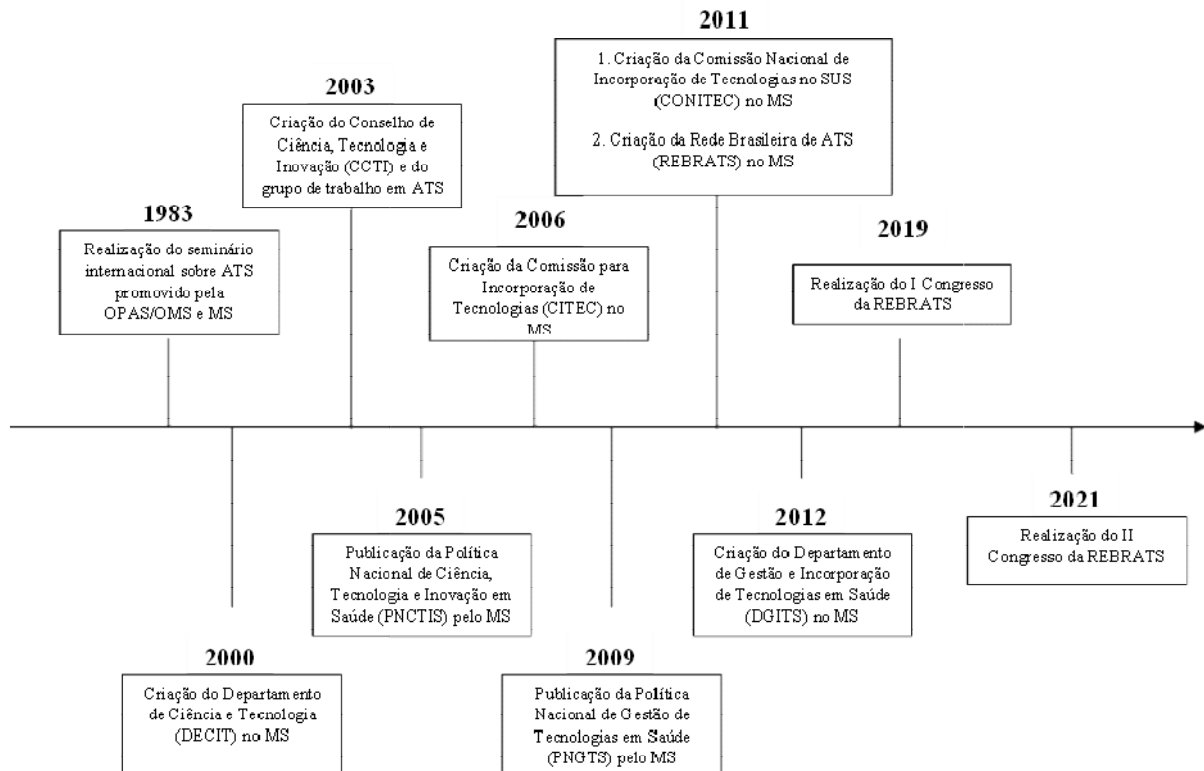 1983
Realização do seminário
internacional sobre ATS
promovido pela
OPAS/OMS e MS
2000
Criação do Departamento
de Ciência e Tecnologia
(DECIT) no MS
2003
Criação do Conselho de
Ciência, Tecnologia e
Inovação (CCTI) e do
grupo de trabalho em ATS
2005
Publicação da Política
Nacional de Ciência,
Tecnologia e Inovação em
Saúde (PNCTIS) pelo MS
2006
Criação da Comissão para
Incorporação de
Tecnologias (CITEC) no
MS
2009
Publicação da Política
Nacional de Gestão de
Tecnologias em Saúde
(PNGTS) pelo MS
2011
1. Criação da Comissão Nacional de
Incorporação de Tecnologias no SUS
(CONITEC) no MS
2. Criação da Rede Brasileira de ATS
(REBRATS) no MS
2012
Criação do Departamento
de Gestão e Incorporação
de Tecnologias em Saúde
(DGITS) no MS
2019
Realização do I Congresso
da REBRATS
2021
Realização do II
Congresso da REBRATS